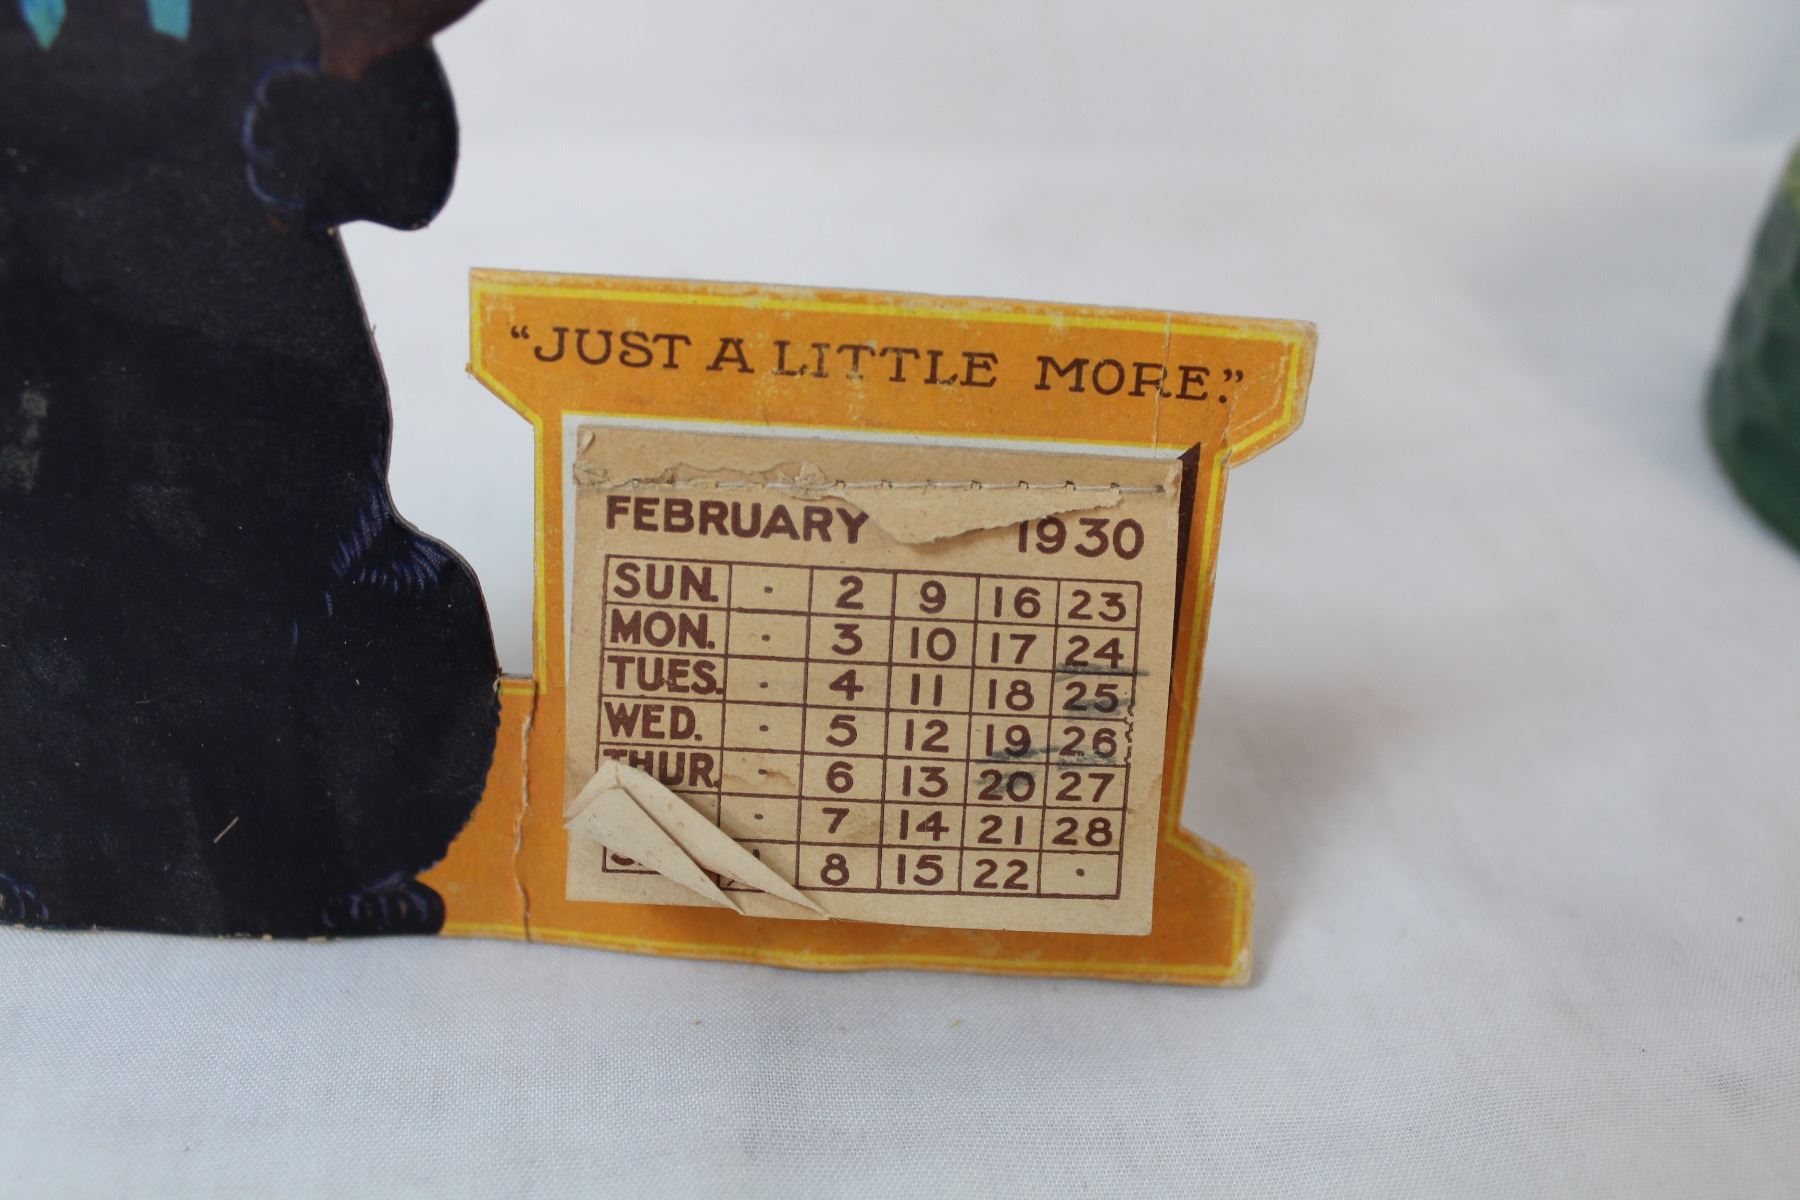 “JUST A LITTLE MORE.”
FEBRUARY 1930
SUN. · 2 9 16 23
MON. · 3 10 17 24
TUES. · 4 11 18 25
WED. · 5 12 19 26
THUR. · 6 13 20 27
· 7 14 21 28
8 15 22 ·